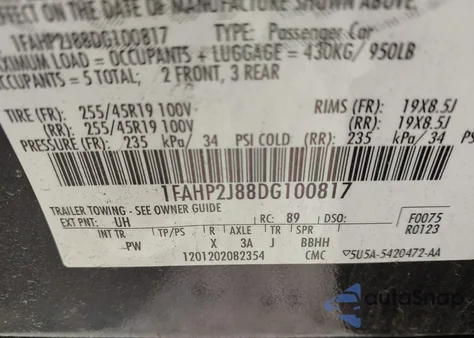 EFFECT ON THE DATE OF MANUFACTURE SHOWN ABOVE.
1FAHP2J88DG100817 TYPE: Passenger Car
MAXIMUM LOAD = OCCUPANTS + LUGGAGE = 430KG/ 950LB
OCCUPANTS: 5 TOTAL; 2 FRONT, 3 REAR
TIRE (FR): 255/45R19 100V RIMS (FR): 19X8.5J
(RR): 255/45R19 100V (RR): 19X8.5J
PRESSURE (FR): 235 kPa/ 34 PSI COLD (RR): 235 kPa/ 34 PS
1FAHP2J88DG100817
TRAILER TOWING - SEE OWNER GUIDE
EXT PNT: UH RC: 89 DSO: F0075
INT TR TP/PS R AXLE TR SPR R0123
PW X 3A J BBHH
1201202082354 CMC 5U5A-5420472-AA
autoSnap